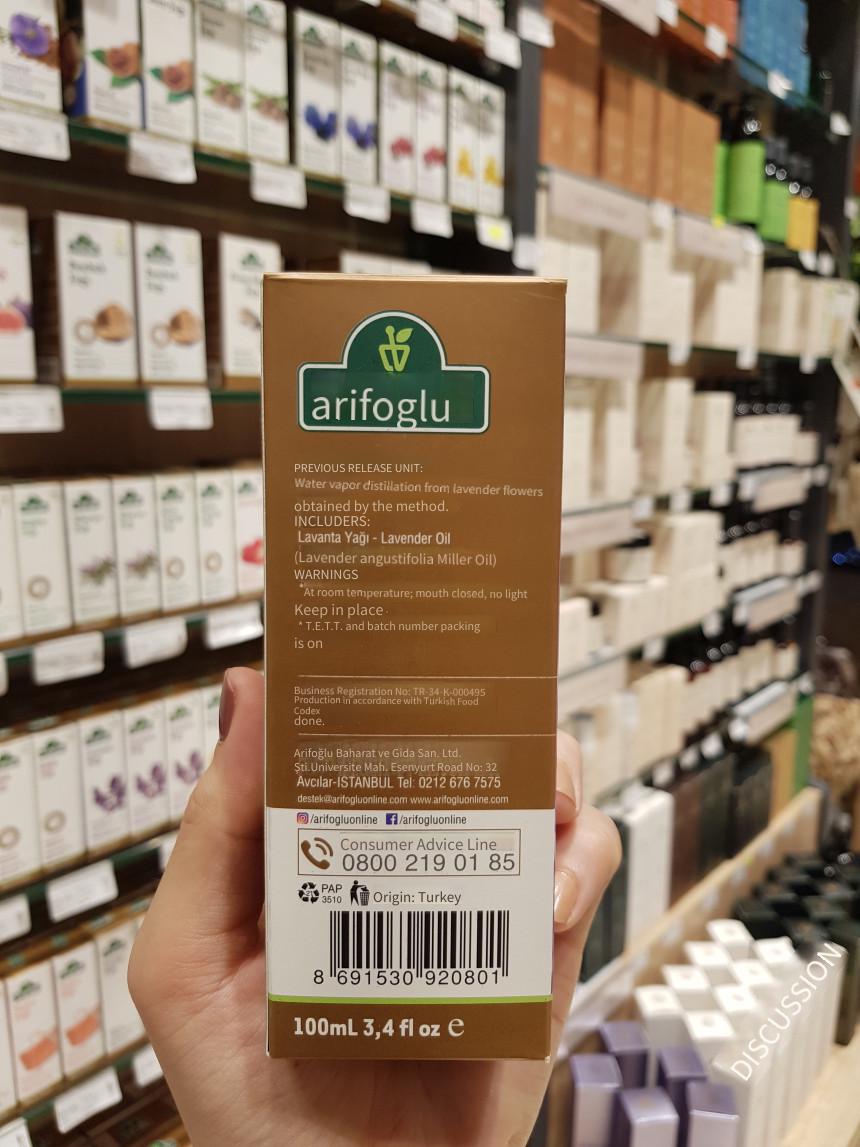 arifoglu
PREVIOUS RELEASE UNIT:
Water vapor distillation from lavender flowers
obtained by the method.
INCLUDERS:
Lavanta Yağı - Lavender Oil
(Lavender angustifolia Miller Oil)
WARNINGS
*At room temperature; mouth closed, no light
Keep in place
* T.E.T.T. and batch number packing
is on
Business Registration No: TR-34-K-000495
Production in accordance with Turkish Food
Codex
done.
Arifoğlu Baharat ve Gida San. Ltd.
Şti.Universite Mah. Esenyurt Road No: 32
Avcılar-ISTANBUL Tel: 0212 676 7575
destek@arifogluonline.com www.arifogluonline.com
/arifogluonline /arifogluonline
Consumer Advice Line
0800 219 01 85
21 PAP
3510
Origin: Turkey
8 691530 920801
100mL 3,4 fl oz e
DISCUSSION